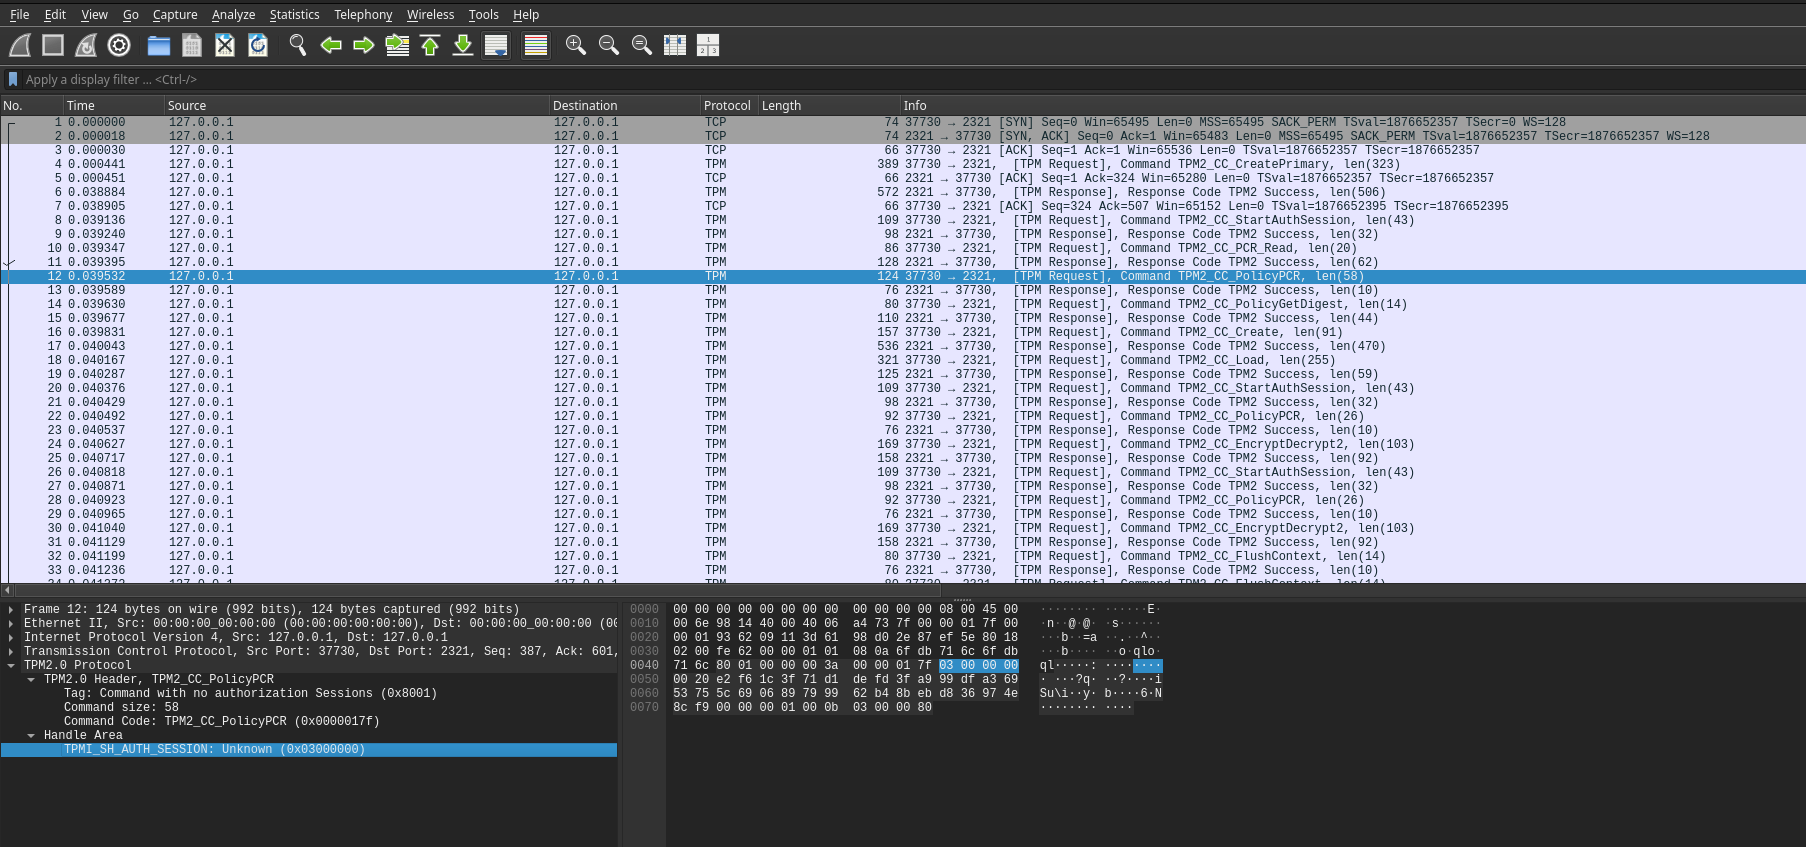 File Edit View Go Capture Analyze Statistics Telephony Wireless Tools Help
Apply a display filter ... <Ctrl-/>
No. Time Source Destination Protocol Length Info
1 0.000000 127.0.0.1 127.0.0.1 TCP 74 37730 → 2321 [SYN] Seq=0 Win=65495 Len=0 MSS=65495 SACK_PERM TSval=1876652357 TSecr=0 WS=128
2 0.000018 127.0.0.1 127.0.0.1 TCP 74 2321 → 37730 [SYN, ACK] Seq=0 Ack=1 Win=65483 Len=0 MSS=65495 SACK_PERM TSval=1876652357 TSecr=1876652357 WS=128
3 0.000030 127.0.0.1 127.0.0.1 TCP 66 37730 → 2321 [ACK] Seq=1 Ack=1 Win=65536 Len=0 TSval=1876652357 TSecr=1876652357
4 0.000441 127.0.0.1 127.0.0.1 TPM 389 37730 → 2321, [TPM Request], Command TPM2_CC_CreatePrimary, len(323)
5 0.000451 127.0.0.1 127.0.0.1 TCP 66 2321 → 37730 [ACK] Seq=1 Ack=324 Win=65280 Len=0 TSval=1876652357 TSecr=1876652357
6 0.038884 127.0.0.1 127.0.0.1 TPM 572 2321 → 37730, [TPM Response], Response Code TPM2 Success, len(506)
7 0.038905 127.0.0.1 127.0.0.1 TCP 66 37730 → 2321 [ACK] Seq=324 Ack=507 Win=65152 Len=0 TSval=1876652395 TSecr=1876652395
8 0.039136 127.0.0.1 127.0.0.1 TPM 109 37730 → 2321, [TPM Request], Command TPM2_CC_StartAuthSession, len(43)
9 0.039240 127.0.0.1 127.0.0.1 TPM 98 2321 → 37730, [TPM Response], Response Code TPM2 Success, len(32)
10 0.039347 127.0.0.1 127.0.0.1 TPM 86 37730 → 2321, [TPM Request], Command TPM2_CC_PCR_Read, len(20)
11 0.039395 127.0.0.1 127.0.0.1 TPM 128 2321 → 37730, [TPM Response], Response Code TPM2 Success, len(62)
12 0.039532 127.0.0.1 127.0.0.1 TPM 124 37730 → 2321, [TPM Request], Command TPM2_CC_PolicyPCR, len(58)
13 0.039589 127.0.0.1 127.0.0.1 TPM 76 2321 → 37730, [TPM Response], Response Code TPM2 Success, len(10)
14 0.039630 127.0.0.1 127.0.0.1 TPM 80 37730 → 2321, [TPM Request], Command TPM2_CC_PolicyGetDigest, len(14)
15 0.039677 127.0.0.1 127.0.0.1 TPM 110 2321 → 37730, [TPM Response], Response Code TPM2 Success, len(44)
16 0.039831 127.0.0.1 127.0.0.1 TPM 157 37730 → 2321, [TPM Request], Command TPM2_CC_Create, len(91)
17 0.040043 127.0.0.1 127.0.0.1 TPM 536 2321 → 37730, [TPM Response], Response Code TPM2 Success, len(470)
18 0.040167 127.0.0.1 127.0.0.1 TPM 321 37730 → 2321, [TPM Request], Command TPM2_CC_Load, len(255)
19 0.040287 127.0.0.1 127.0.0.1 TPM 125 2321 → 37730, [TPM Response], Response Code TPM2 Success, len(59)
20 0.040376 127.0.0.1 127.0.0.1 TPM 109 37730 → 2321, [TPM Request], Command TPM2_CC_StartAuthSession, len(43)
21 0.040429 127.0.0.1 127.0.0.1 TPM 98 2321 → 37730, [TPM Response], Response Code TPM2 Success, len(32)
22 0.040492 127.0.0.1 127.0.0.1 TPM 92 37730 → 2321, [TPM Request], Command TPM2_CC_PolicyPCR, len(26)
23 0.040537 127.0.0.1 127.0.0.1 TPM 76 2321 → 37730, [TPM Response], Response Code TPM2 Success, len(10)
24 0.040627 127.0.0.1 127.0.0.1 TPM 169 37730 → 2321, [TPM Request], Command TPM2_CC_EncryptDecrypt2, len(103)
25 0.040717 127.0.0.1 127.0.0.1 TPM 158 2321 → 37730, [TPM Response], Response Code TPM2 Success, len(92)
26 0.040818 127.0.0.1 127.0.0.1 TPM 109 37730 → 2321, [TPM Request], Command TPM2_CC_StartAuthSession, len(43)
27 0.040871 127.0.0.1 127.0.0.1 TPM 98 2321 → 37730, [TPM Response], Response Code TPM2 Success, len(32)
28 0.040923 127.0.0.1 127.0.0.1 TPM 92 37730 → 2321, [TPM Request], Command TPM2_CC_PolicyPCR, len(26)
29 0.040965 127.0.0.1 127.0.0.1 TPM 76 2321 → 37730, [TPM Response], Response Code TPM2 Success, len(10)
30 0.041040 127.0.0.1 127.0.0.1 TPM 169 37730 → 2321, [TPM Request], Command TPM2_CC_EncryptDecrypt2, len(103)
31 0.041129 127.0.0.1 127.0.0.1 TPM 158 2321 → 37730, [TPM Response], Response Code TPM2 Success, len(92)
32 0.041199 127.0.0.1 127.0.0.1 TPM 80 37730 → 2321, [TPM Request], Command TPM2_CC_FlushContext, len(14)
33 0.041236 127.0.0.1 127.0.0.1 TPM 76 2321 → 37730, [TPM Response], Response Code TPM2 Success, len(10)
34 0.041272 127.0.0.1 127.0.0.1 TPM 80 37730 → 2321, [TPM Request], Command TPM2_CC_FlushContext, len(14)
Frame 12: 124 bytes on wire (992 bits), 124 bytes captured (992 bits)
Ethernet II, Src: 00:00:00_00:00:00 (00:00:00:00:00:00), Dst: 00:00:00_00:00:00 (00
Internet Protocol Version 4, Src: 127.0.0.1, Dst: 127.0.0.1
Transmission Control Protocol, Src Port: 37730, Dst Port: 2321, Seq: 387, Ack: 601,
TPM2.0 Protocol
TPM2.0 Header, TPM2_CC_PolicyPCR
Tag: Command with no authorization Sessions (0x8001)
Command size: 58
Command Code: TPM2_CC_PolicyPCR (0x0000017f)
Handle Area
TPMI_SH_AUTH_SESSION: Unknown (0x03000000)
0000 00 00 00 00 00 00 00 00 00 00 00 00 08 00 45 00 ········ ······E·
0010 00 6e 98 14 40 00 40 06 a4 73 7f 00 00 01 7f 00 ·n··@·@· ·s······
0020 00 01 93 62 09 11 3d 61 98 d0 2e 87 ef 5e 80 18 ···b··=a ··.··^··
0030 02 00 fe 62 00 00 01 01 08 0a 6f db 71 6c 6f db ···b···· ··o·qlo·
0040 71 6c 80 01 00 00 00 3a 00 00 01 7f 03 00 00 00 ql·····: ········
0050 00 20 e2 f6 1c 3f 71 d1 de fd 3f a9 99 df a3 69 · ···?q· ··?····i
0060 53 75 5c 69 06 89 79 99 62 b4 8b eb d8 36 97 4e Su\i··y· b····6·N
0070 8c f9 00 00 00 01 00 0b 03 00 00 80 ········ ····